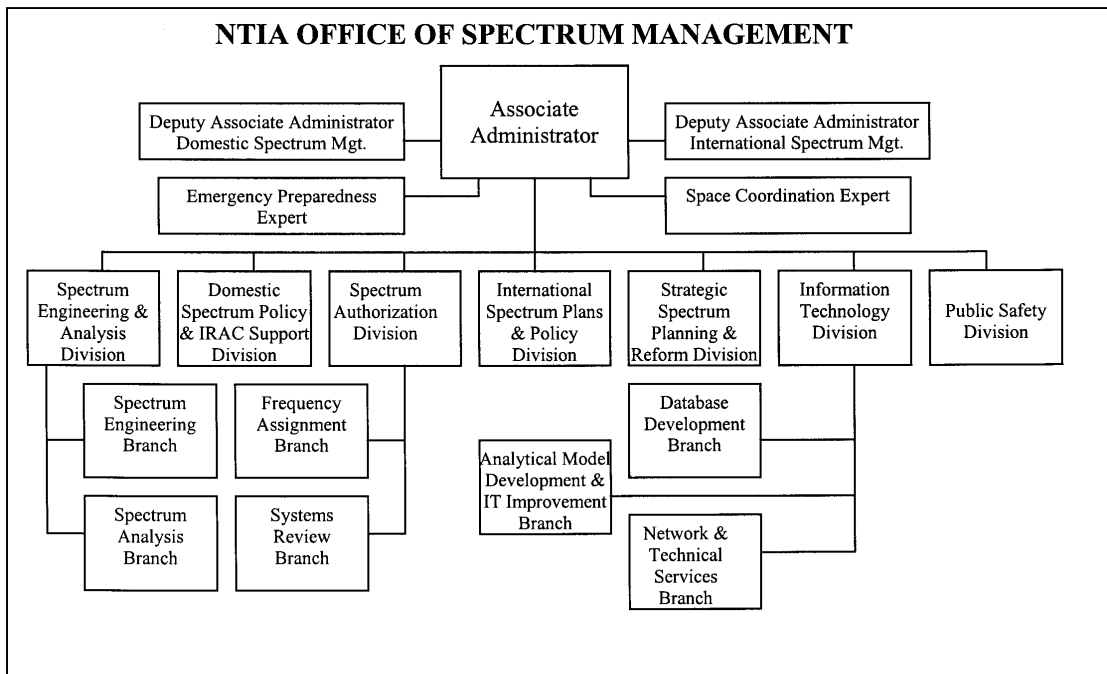 NTIA OFFICE OF SPECTRUM MANAGEMENT
Associate
Administrator
Deputy Associate Administrator
Domestic Spectrum Mgt.
Deputy Associate Administrator
International Spectrum Mgt.
Emergency Preparedness
Expert
Space Coordination Expert
Spectrum
Engineering &
Analysis
Division
Domestic
Spectrum Policy
& IRAC Support
Division
Spectrum
Authorization
Division
International
Spectrum Plans
& Policy
Division
Strategic
Spectrum
Planning &
Reform Division
Information
Technology
Division
Public Safety
Division
Spectrum
Engineering
Branch
Frequency
Assignment
Branch
Database
Development
Branch
Analytical Model
Development &
IT Improvement
Branch
Spectrum
Analysis
Branch
Systems
Review
Branch
Network &
Technical
Services
Branch